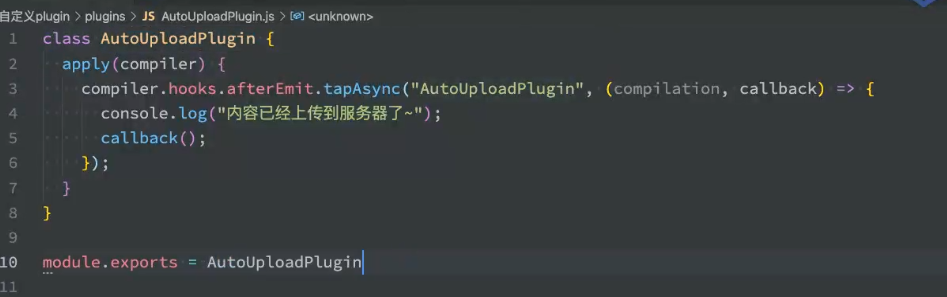 自定义plugin > plugins > JS AutoUploadPlugin.js > <unknown>
1 class AutoUploadPlugin {
2 apply(compiler) {
3 compiler.hooks.afterEmit.tapAsync("AutoUploadPlugin", (compilation, callback) => {
4 console.log("内容已经上传到服务器了~");
5 callback();
6 });
7 }
8 }
9
10 module.exports = AutoUploadPlugin
11